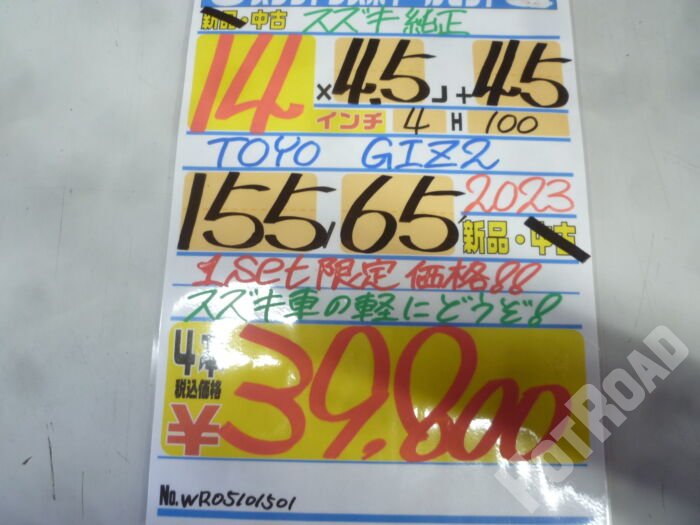 新品・中古 スズキ純正
14 ×4.5J+45
インチ 4 H 100
TOYO GIZ2
155/65 2023
新品・中古
1set限定価格!!
スズキ車の軽にどうぞ!
4本
税込価格
¥39,800
No.WR05101501
HOTROAD